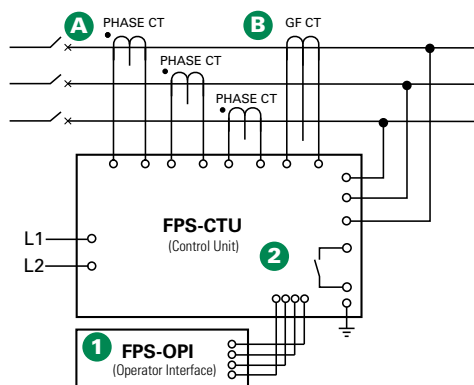 A PHASE CT
B GF CT
PHASE CT
PHASE CT
FPS-CTU
(Control Unit)
L1
L2
2
1
FPS-OPI
(Operator Interface)